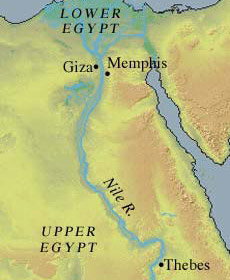 LOWER
EGYPT
Giza
Memphis
Nile R.
UPPER
EGYPT
Thebes